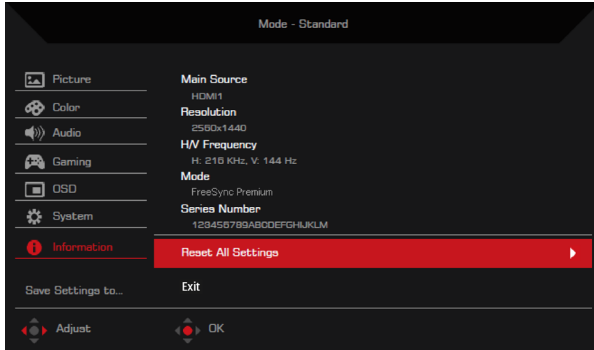 Mode - Standard
Picture
Color
Audio
Gaming
OSD
System
Information
Save Settings to...
Main Source
HDMI1
Resolution
2560x1440
H/V Frequency
H: 216 KHz, V: 144 Hz
Mode
FreeSync Premium
Series Number
123456789ABCDEFGHIJKLM
Reset All Settings
Exit
Adjust
OK